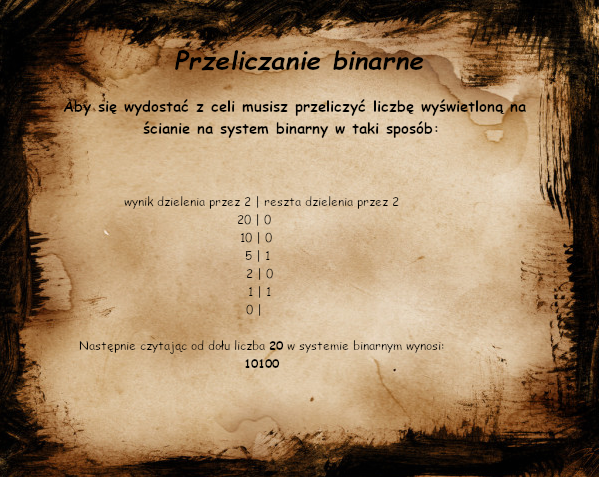 Przeliczanie binarne
Aby się wydostać z celi musisz przeliczyć liczbę wyświetloną na
ścianie na system binarny w taki sposób:
wynik dzielenia przez 2 | reszta dzielenia przez 2
20 | 0
10 | 0
5 | 1
2 | 0
1 | 1
0 |
Następnie czytając od dołu liczba 20 w systemie binarnym wynosi:
10100